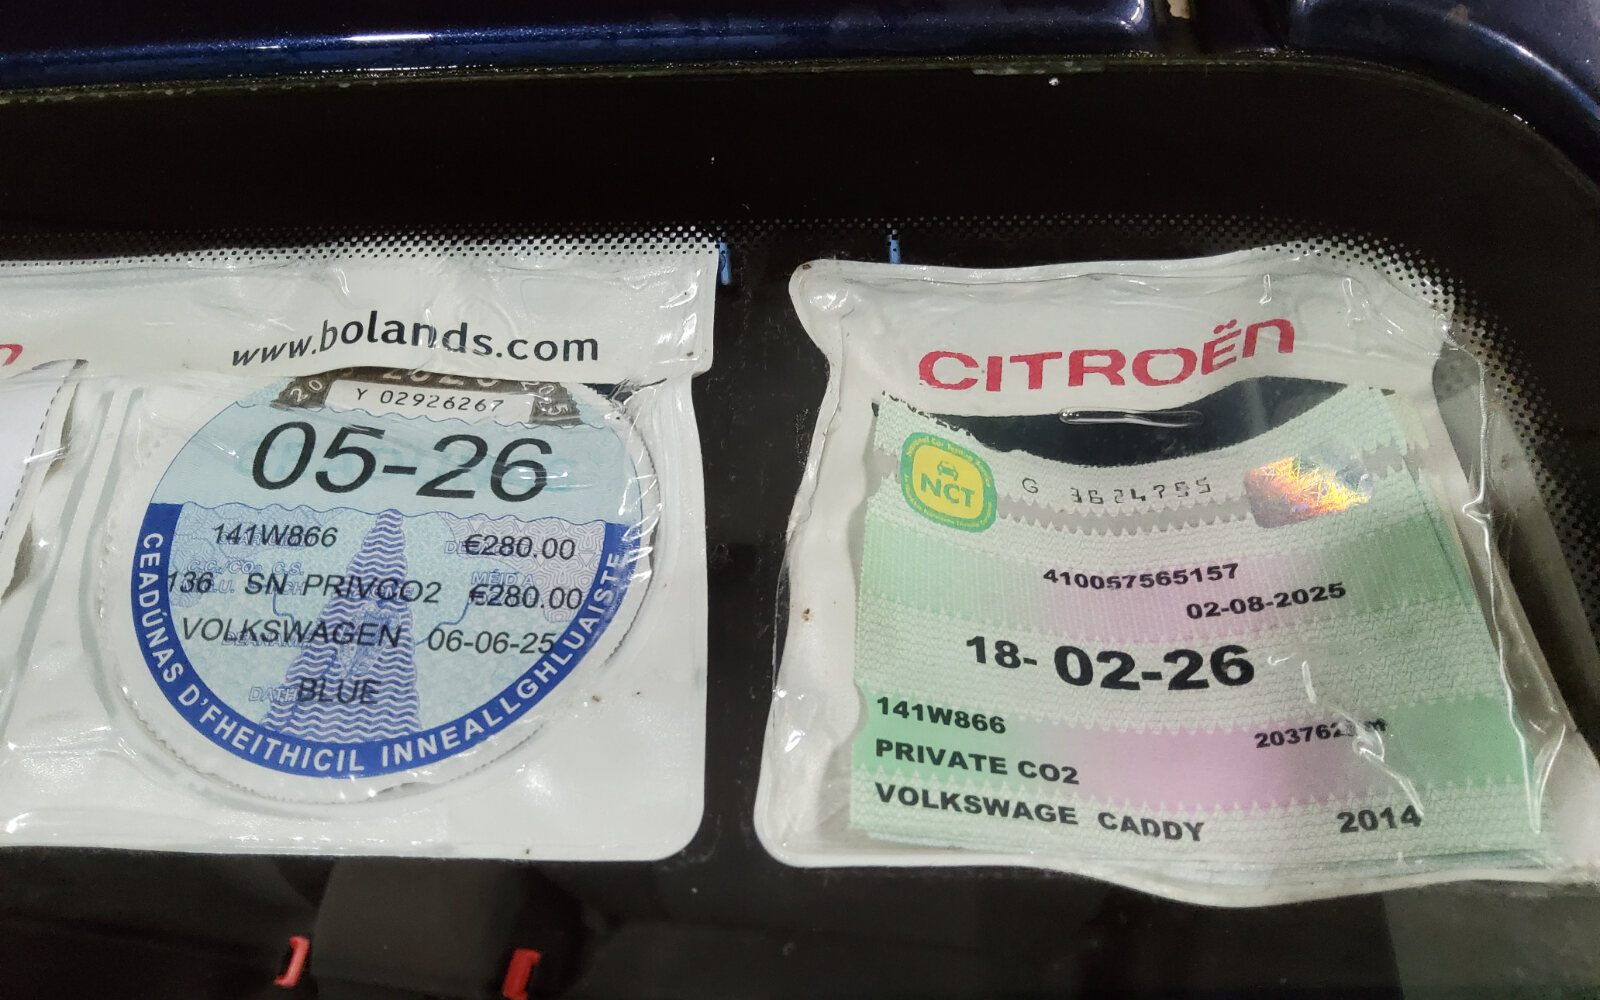 www.bolands.com
Y 02926267
05-26
141W866 €280.00
136 SN PRIVCO2 €280.00
VOLKSWAGEN 06-06-25
BLUE
CEADÚNAS D'FHEITHICIL INNEALLGHLUAISTE
CITROËN
NCT
G 3624755
410057565157
02-08-2025
18-02-26
141W866
PRIVATE CO2
VOLKSWAGE CADDY 2014